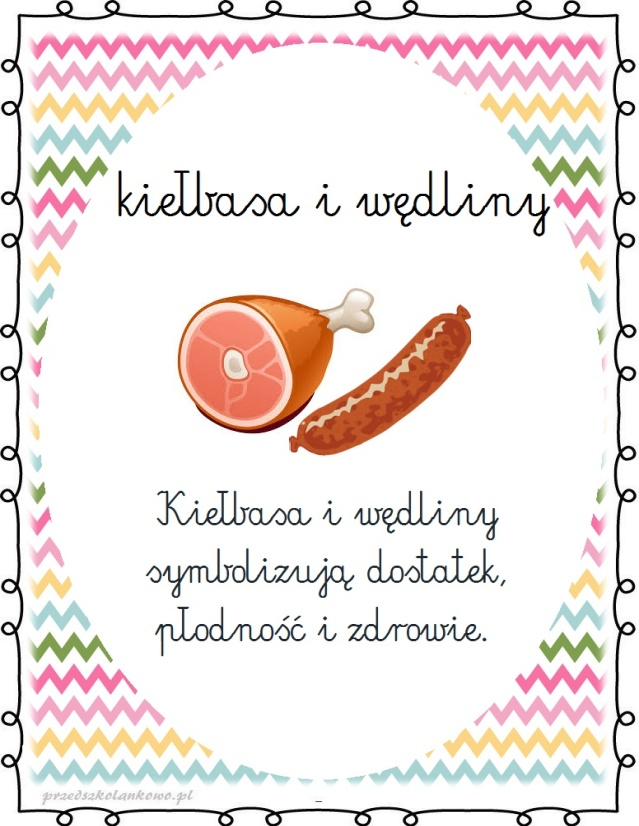 kiełbasa i wędliny
Kiełbasa i wędliny
symbolizują dostatek,
płodność i zdrowie.
przedszkolankowo.pl